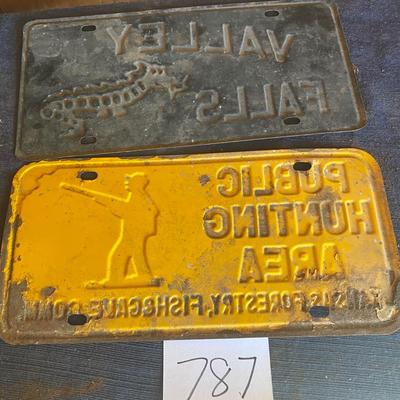 VALLEY
FALLS
PUBLIC
HUNTING
AREA
KANSAS FORESTRY, FISH & GAME COMM
787